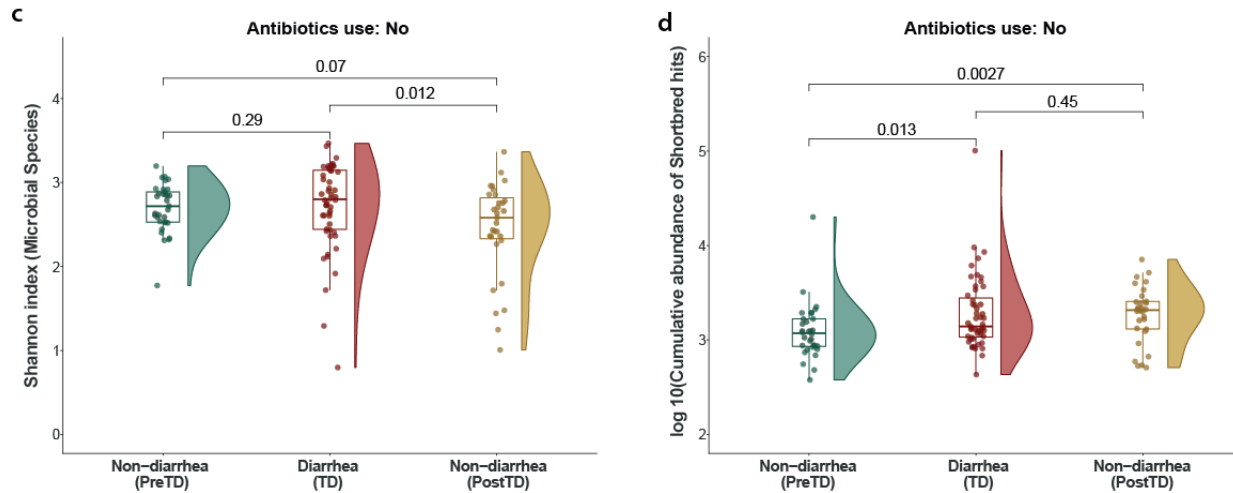 c
Antibiotics use: No
Shannon index (Microbial Species)
4
3
2
1
0
0.07
0.012
0.29
Non-diarrhea
(PreTD)
Diarrhea
(TD)
Non-diarrhea
(PostTD)
d
Antibiotics use: No
log 10(Cumulative abundance of Shortbred hits)
6
5
4
3
2
0.0027
0.45
0.013
Non-diarrhea
(PreTD)
Diarrhea
(TD)
Non-diarrhea
(PostTD)